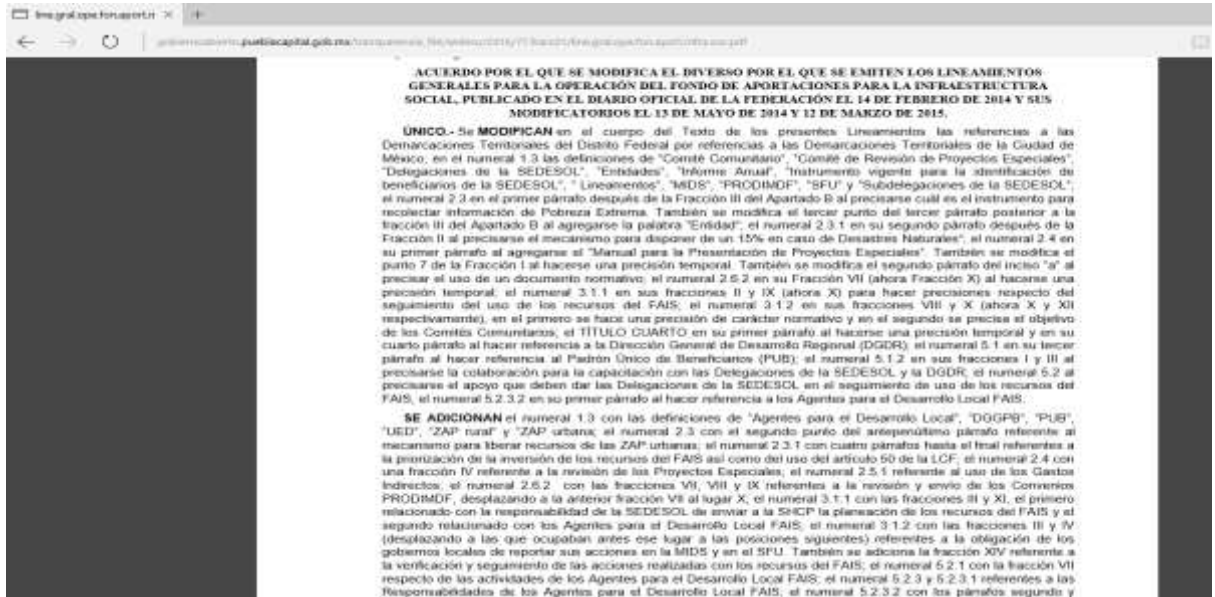 puebl​acapital.gob.mx
ACUERDO POR EL QUE SE MODIFICA EL DIVERSO POR EL QUE SE EMITEN LOS LINEAMIENTOS
GENERALES PARA LA OPERACIÓN DEL FONDO DE APORTACIONES PARA LA INFRAESTRUCTURA
SOCIAL, PUBLICADO EN EL DIARIO OFICIAL DE LA FEDERACIÓN EL 14 DE FEBRERO DE 2014 Y SUS
MODIFICATORIOS EL 13 DE MAYO DE 2014 Y 12 DE MARZO DE 2015.
ÚNICO.- Se MODIFICAN en el cuerpo del Texto de los presentes Lineamientos las referencias a las
Demarcaciones Territoriales del Distrito Federal por referencias a las Demarcaciones Territoriales de la Ciudad de
México; en el numeral 1.3 las definiciones de "Comité Comunitario", "Comité de Revisión de Proyectos Especiales",
"Delegaciones de la SEDESOL", "Entidades", "Informe Anual", "Instrumento vigente para la identificación de
beneficiarios de la SEDESOL", " Lineamientos", "MIDS", "PRODIMDF", "SFU" y "Subdelegaciones de la SEDESOL";
el numeral 2.3 en el primer párrafo después de la Fracción III del Apartado B al precisarse cuál es el instrumento para
recolectar información de Pobreza Extrema. También se modifica el tercer punto del tercer párrafo posterior a la
fracción III del Apartado B al agregarse la palabra "Entidad"; el numeral 2.3.1 en su segundo párrafo después de la
Fracción II al precisarse el mecanismo para disponer de un 15% en caso de Desastres Naturales"; el numeral 2.4 en
su primer párrafo al agregarse el "Manual para la Presentación de Proyectos Especiales". También se modifica el
punto 7 de la Fracción I al hacerse una precisión temporal. También se modifica el segundo párrafo del inciso "a" al
precisar el uso de un documento normativo; el numeral 2.6.2 en su Fracción VII (ahora Fracción X) al hacerse una
precisión temporal; el numeral 3.1.1 en sus fracciones II y IX (ahora X) para hacer precisiones respecto del
seguimiento del uso de los recursos del FAIS; el numeral 3.1.2 en sus fracciones VIII y X (ahora X y XII
respectivamente), en el primero se hace una precisión de carácter normativo y en el segundo se precisa el objetivo
de los Comités Comunitarios; el TÍTULO CUARTO en su primer párrafo al hacerse una precisión temporal y en su
cuarto párrafo al hacer referencia a la Dirección General de Desarrollo Regional (DGDR); el numeral 5.1 en su tercer
párrafo al hacer referencia al Padrón Único de Beneficiarios (PUB); el numeral 5.1.2 en sus fracciones I y III al
precisarse la colaboración para la capacitación con las Delegaciones de la SEDESOL y la DGDR; el numeral 5.2 al
precisarse el apoyo que deben dar las Delegaciones de la SEDESOL en el seguimiento de uso de los recursos del
FAIS; el numeral 5.2.3.2 en su primer párrafo al hacer referencia a los Agentes para el Desarrollo Local FAIS.
SE ADICIONAN el numeral 1.3 con las definiciones de "Agentes para el Desarrollo Local", "DGGPB", "PUB",
"UED", "ZAP rural" y "ZAP urbana; el numeral 2.3 con el segundo punto del antepenúltimo párrafo referente al
mecanismo para liberar recursos de las ZAP urbanas; el numeral 2.3.1 con cuatro párrafos hasta el final referentes a
la priorización de la inversión de los recursos del FAIS así como del uso del artículo 50 de la LCF; el numeral 2.4 con
una fracción IV referente a la revisión de los Proyectos Especiales; el numeral 2.5.1 referente al uso de los Gastos
Indirectos; el numeral 2.6.2 con las fracciones VII, VIII y IX referentes a la revisión y envío de los Convenios
PRODIMDF, desplazando a la anterior fracción VII al lugar X; el numeral 3.1.1 con las fracciones III y XI, el primero
relacionado con la responsabilidad de la SEDESOL de enviar a la SHCP la planeación de los recursos del FAIS y el
segundo relacionado con los Agentes para el Desarrollo Local FAIS; el numeral 3.1.2 con las fracciones III y IV
(desplazando a las que ocupaban antes ese lugar a las posiciones siguientes) referentes a la obligación de los
gobiernos locales de reportar sus acciones en la MIDS y en el SFU. También se adiciona la fracción XIV referente a
la verificación y seguimiento de las acciones realizadas con los recursos del FAIS; el numeral 5.2.1 con la fracción VII
respecto de las actividades de los Agentes para el Desarrollo Local FAIS; el numeral 5.2.3 y 5.2.3.1 referentes a las
Responsabilidades de los Agentes para el Desarrollo Local FAIS; el numeral 5.2.3.2 con los párrafos segundo y